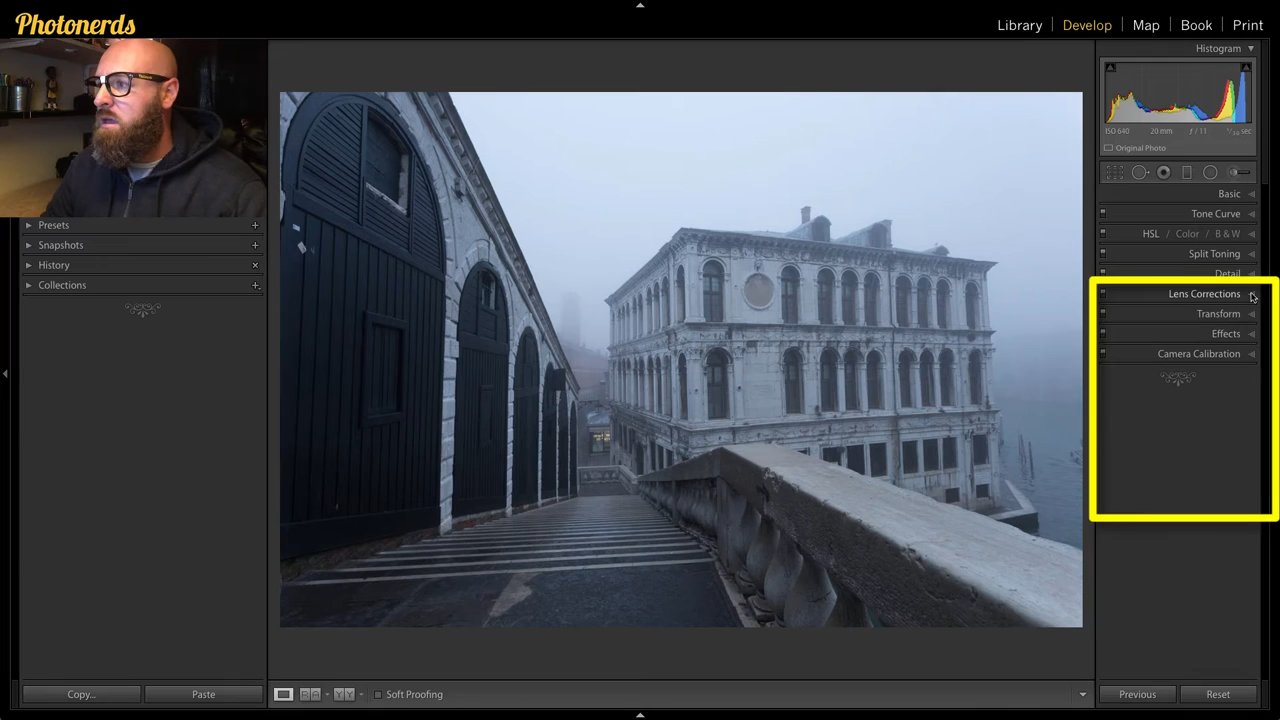 Photonerds
Library | Develop | Map | Book | Print
Histogram
ISO 640 20 mm ƒ / 11 sec
Original Photo
Basic
Tone Curve
HSL / Color / B & W
Split Toning
Detail
Lens Corrections
Transform
Effects
Camera Calibration
Presets
Snapshots
History
Collections
Copy...
Paste
Soft Proofing
Previous
Reset